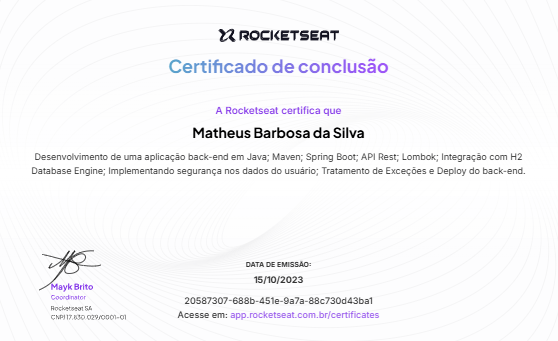 ROCKETSEAT
Certificado de conclusão
A Rocketseat certifica que
Matheus Barbosa da Silva
Desenvolvimento de uma aplicação back-end em Java; Maven; Spring Boot; API Rest; Lombok; Integração com H2
Database Engine; Implementando segurança nos dados do usuário; Tratamento de Exceções e Deploy do back-end.
Mayk Brito
Coordinator
Rocketseat SA
CNPJ 17.830.029/0001-01
DATA DE EMISSÃO:
15/10/2023
20587307-688b-451e-9a7a-88c730d43ba1
Acesse em: app.rocketseat.com.br/certificates